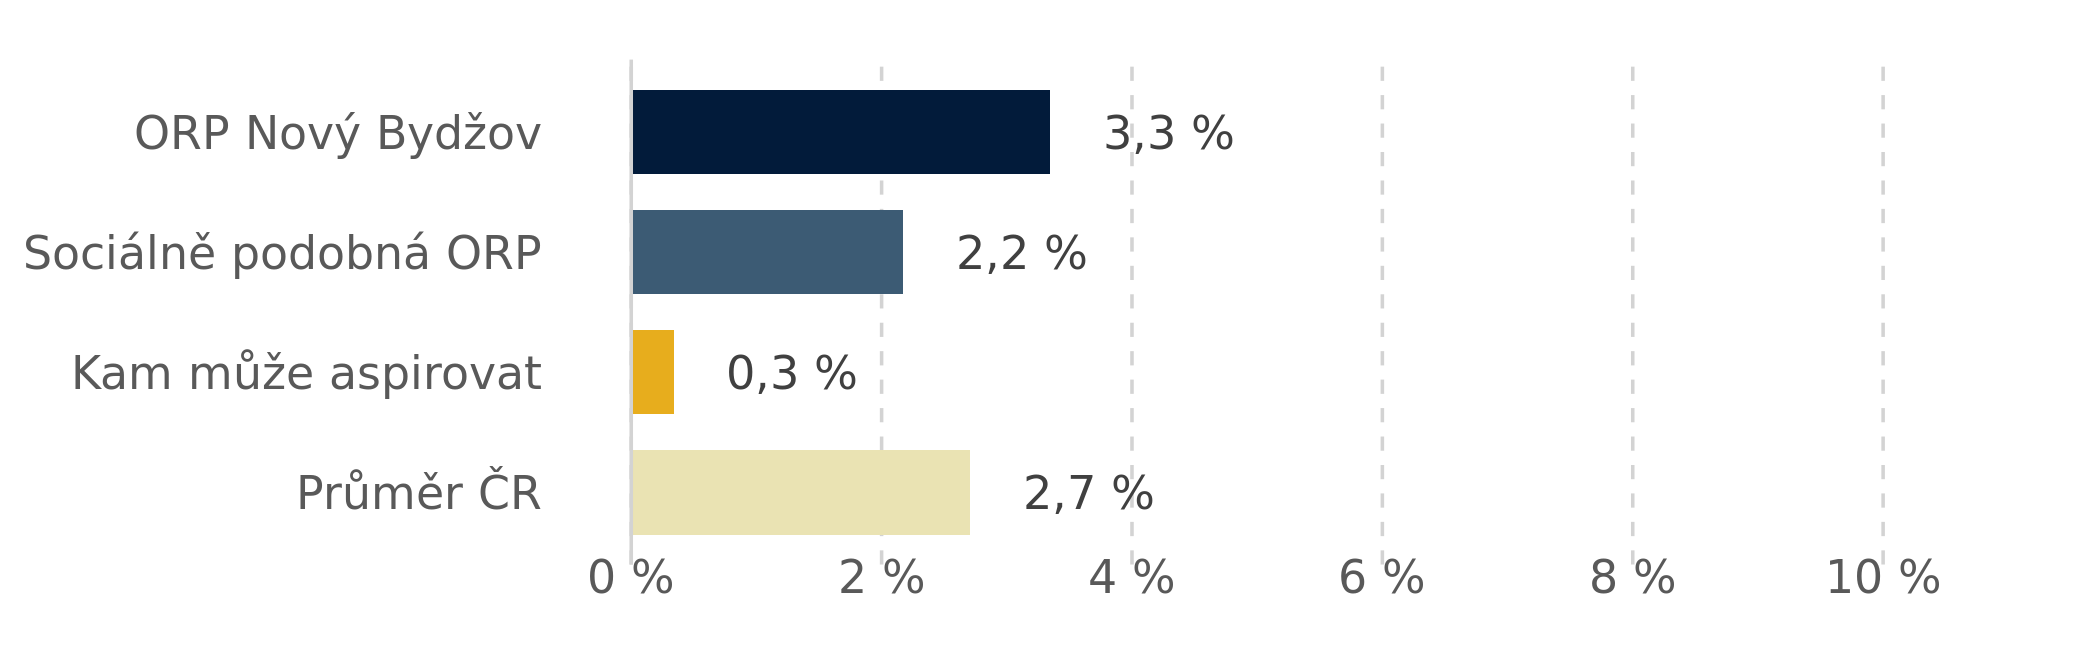 ORP Nový Bydžov 3,3 %
Sociálně podobná ORP 2,2 %
Kam může aspirovat 0,3 %
Průměr ČR 2,7 %
0 % 2 % 4 % 6 % 8 % 10 %